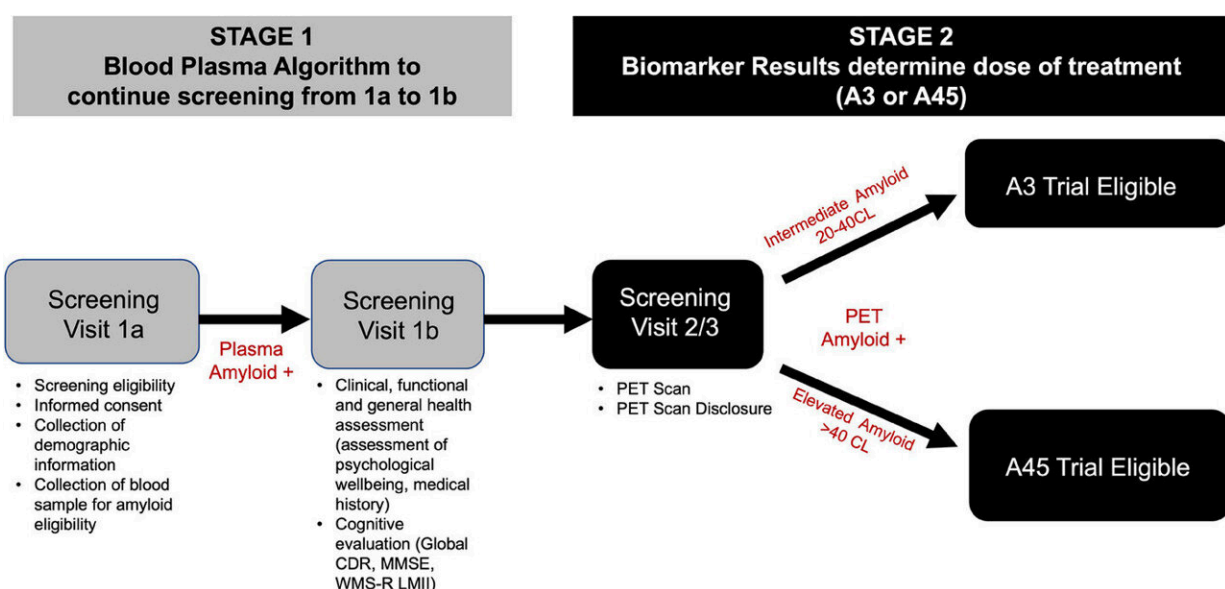 STAGE 1
Blood Plasma Algorithm to
continue screening from 1a to 1b
STAGE 2
Biomarker Results determine dose of treatment
(A3 or A45)
Screening
Visit 1a
Plasma
Amyloid +
Screening
Visit 1b
Screening
Visit 2/3
Intermediate Amyloid
20-40CL
PET
Amyloid +
Elevated Amyloid
>40 CL
A3 Trial Eligible
A45 Trial Eligible
• Screening eligibility
• Informed consent
• Collection of
demographic
information
• Collection of blood
sample for amyloid
eligibility
• Clinical, functional
and general health
assessment
(assessment of
psychological
wellbeing, medical
history)
• Cognitive
evaluation (Global
CDR, MMSE,
WMS-R LMII)
• PET Scan
• PET Scan Disclosure